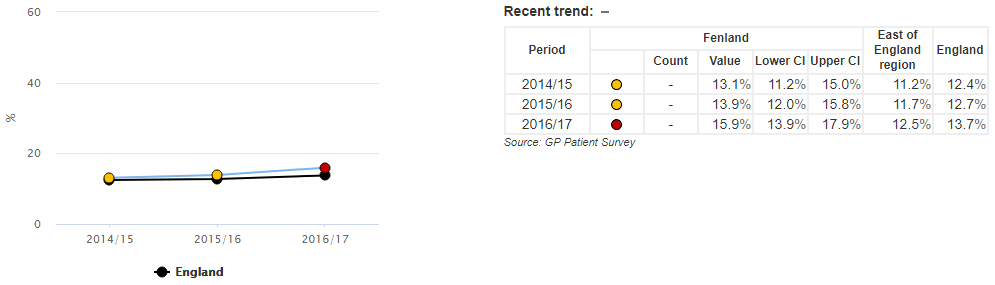 60
40
%
20
0
2014/15 2015/16 2016/17
England
Recent trend: –
Period Fenland East of England region England
Count Value Lower CI Upper CI
2014/15 - 13.1% 11.2% 15.0% 11.2% 12.4%
2015/16 - 13.9% 12.0% 15.8% 11.7% 12.7%
2016/17 - 15.9% 13.9% 17.9% 12.5% 13.7%
Source: GP Patient Survey